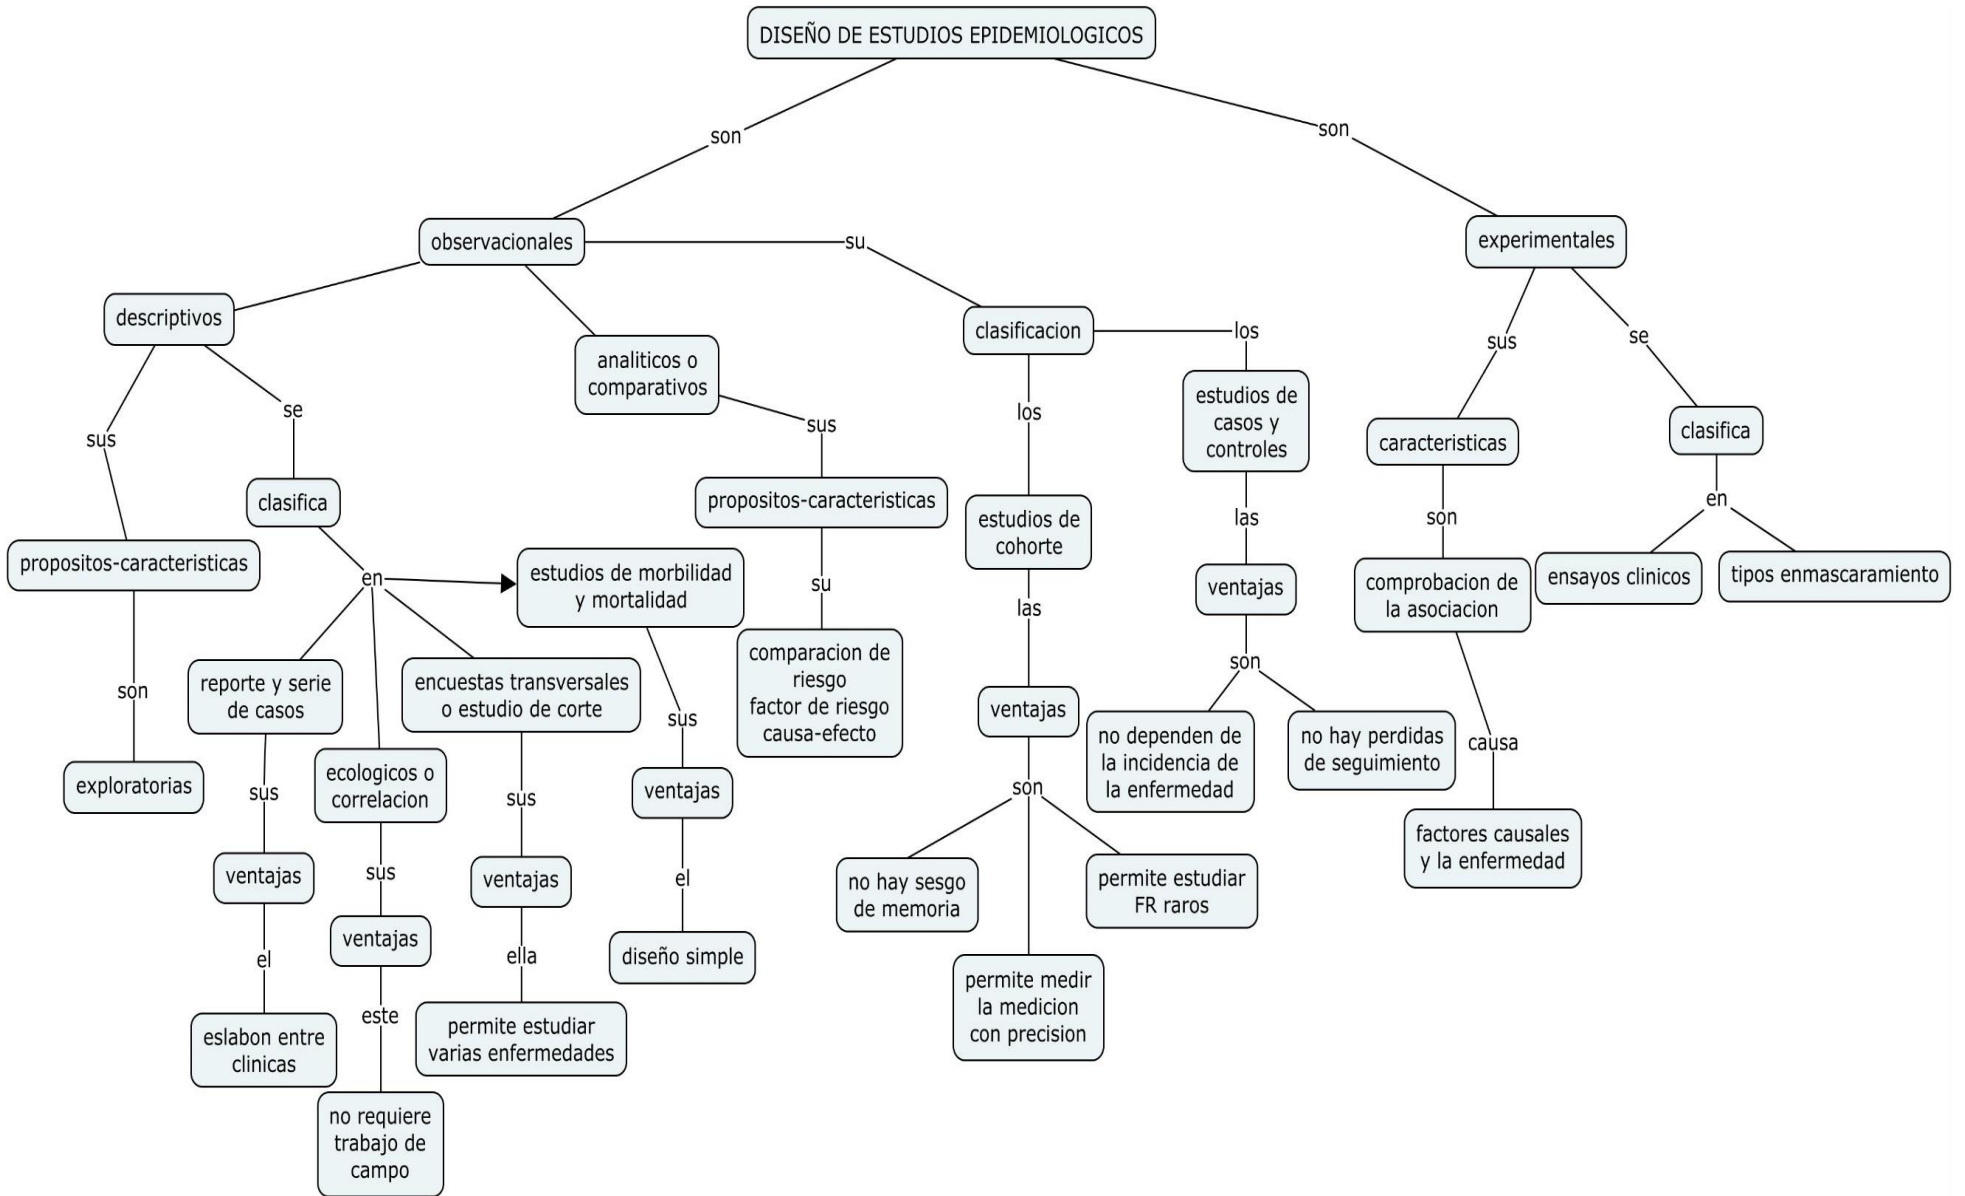 DISEÑO DE ESTUDIOS EPIDEMIOLOGICOS
son
son
observacionales
su
experimentales
descriptivos
analiticos o
comparativos
clasificacion
los
sus
se
sus
se
sus
los
estudios de
casos y
controles
caracteristicas
clasifica
clasifica
propositos-caracteristicas
estudios de
cohorte
las
son
en
propositos-caracteristicas
en
estudios de morbilidad
y mortalidad
su
las
ventajas
comprobacion de
la asociacion
ensayos clinicos
tipos enmascaramiento
son
reporte y serie
de casos
encuestas transversales
o estudio de corte
sus
comparacion de
riesgo
factor de riesgo
causa-efecto
ventajas
son
no dependen de
la incidencia de
la enfermedad
no hay perdidas
de seguimiento
causa
exploratorias
sus
ecologicos o
correlacion
sus
ventajas
son
factores causales
y la enfermedad
ventajas
sus
ventajas
el
no hay sesgo
de memoria
permite estudiar
FR raros
el
ventajas
ella
diseño simple
permite medir
la medicion
con precision
eslabon entre
clinicas
este
permite estudiar
varias enfermedades
no requiere
trabajo de
campo